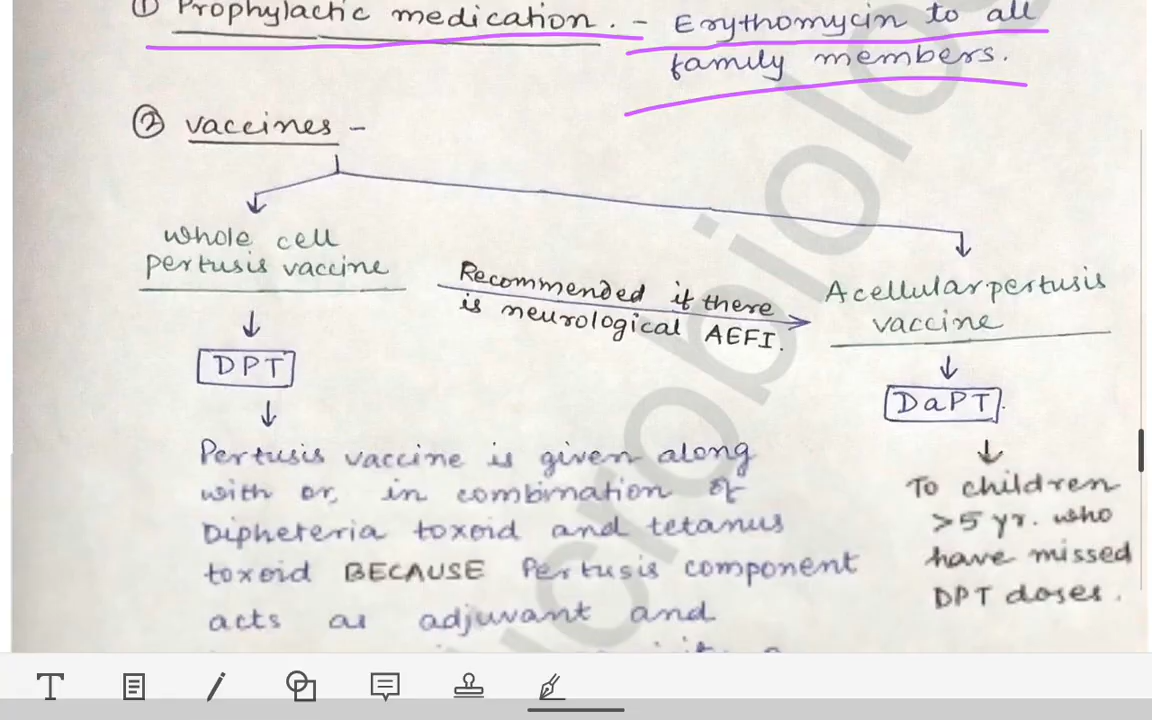 ① Prophylactic medication. - Erythomycin to all
family members.
② vaccines -
whole cell
pertusis vaccine
Recommended if there
is neurological AEFI.
Acellular pertusis
vaccine
DPT
DaPT.
Pertusis vaccine is given along
with or, in combination of
Dipheteria toxoid and tetanus
toxoid BECAUSE Pertusis component
acts as adjuvant and
To children
>5 yr. who
have missed
DPT doses.
crobiolo
T